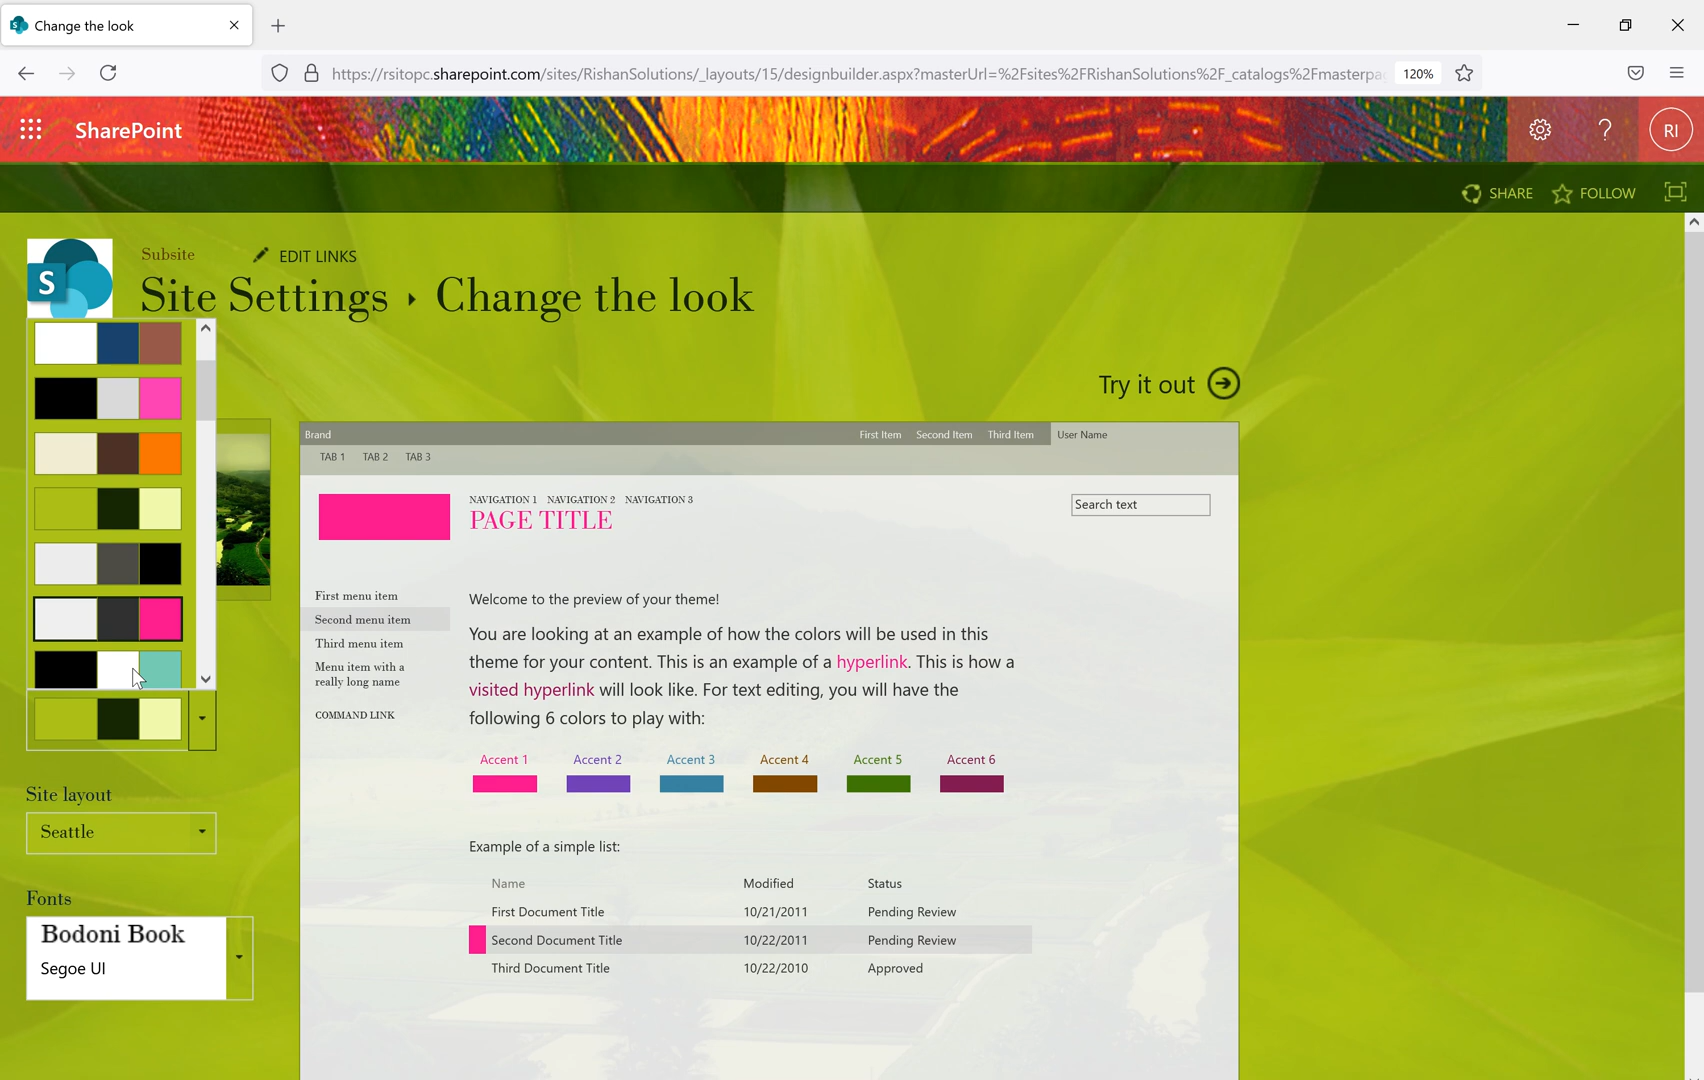 Change the look
https://rsitopc.sharepoint.com/sites/RishanSolutions/_layouts/15/designbuilder.aspx?masterUrl=%2Fsites%2FRishanSolutions%2F_catalogs%2Fmasterpag
120%
SharePoint
?
RI
SHARE
FOLLOW
S
Subsite
EDIT LINKS
Site Settings
Change the look
Try it out
Brand
First Item
Second Item
Third Item
User Name
TAB 1
TAB 2
TAB 3
NAVIGATION 1
NAVIGATION 2
NAVIGATION 3
PAGE TITLE
Search text
First menu item
Second menu item
Third menu item
Menu item with a
really long name
COMMAND LINK
Welcome to the preview of your theme!
You are looking at an example of how the colors will be used in this
theme for your content. This is an example of a hyperlink. This is how a
visited hyperlink will look like. For text editing, you will have the
following 6 colors to play with:
Accent 1
Accent 2
Accent 3
Accent 4
Accent 5
Accent 6
Site layout
Seattle
Fonts
Bodoni Book
Segoe UI
Example of a simple list:
Name Modified Status
First Document Title 10/21/2011 Pending Review
Second Document Title 10/22/2011 Pending Review
Third Document Title 10/22/2010 Approved